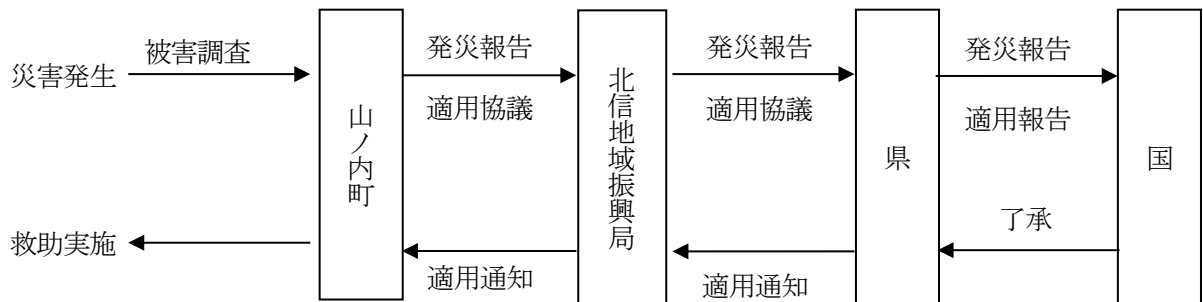 災害発生
被害調査
山ノ内町
発災報告
適用協議
北信地域振興局
発災報告
適用協議
県
発災報告
適用報告
国
了承
適用通知
適用通知
救助実施